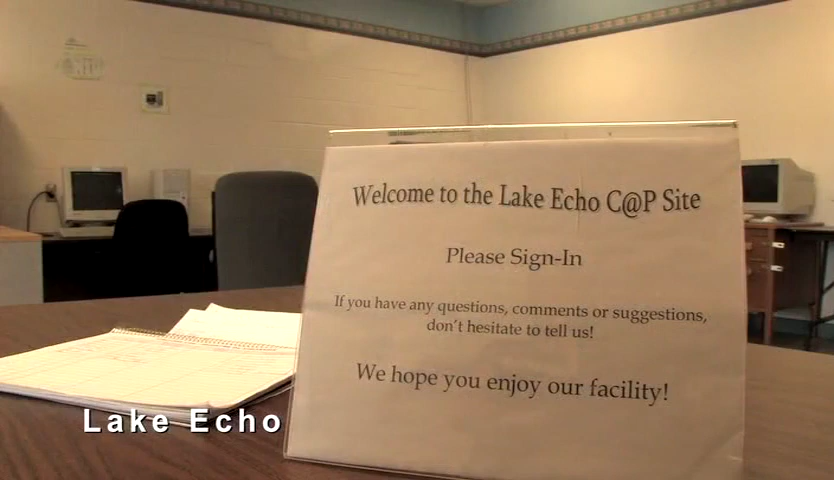 Welcome to the Lake Echo C@P Site
Please Sign-In
If you have any questions, comments or suggestions,
don't hesitate to tell us!
We hope you enjoy our facility!
Lake Echo